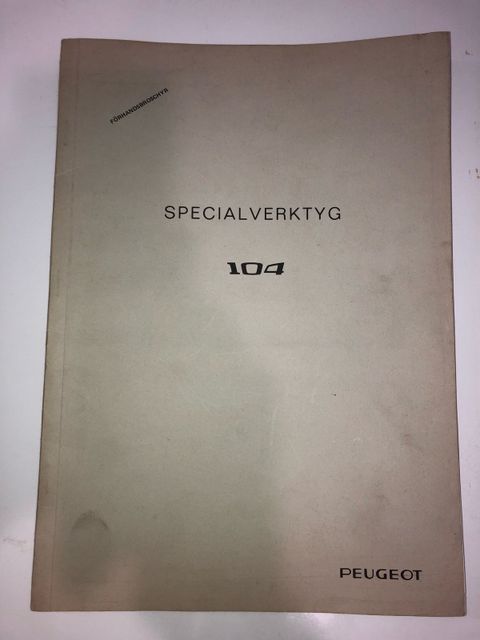 FÖRHANDSBROSCHYR
SPECIALVERKTYG
104
PEUGEOT